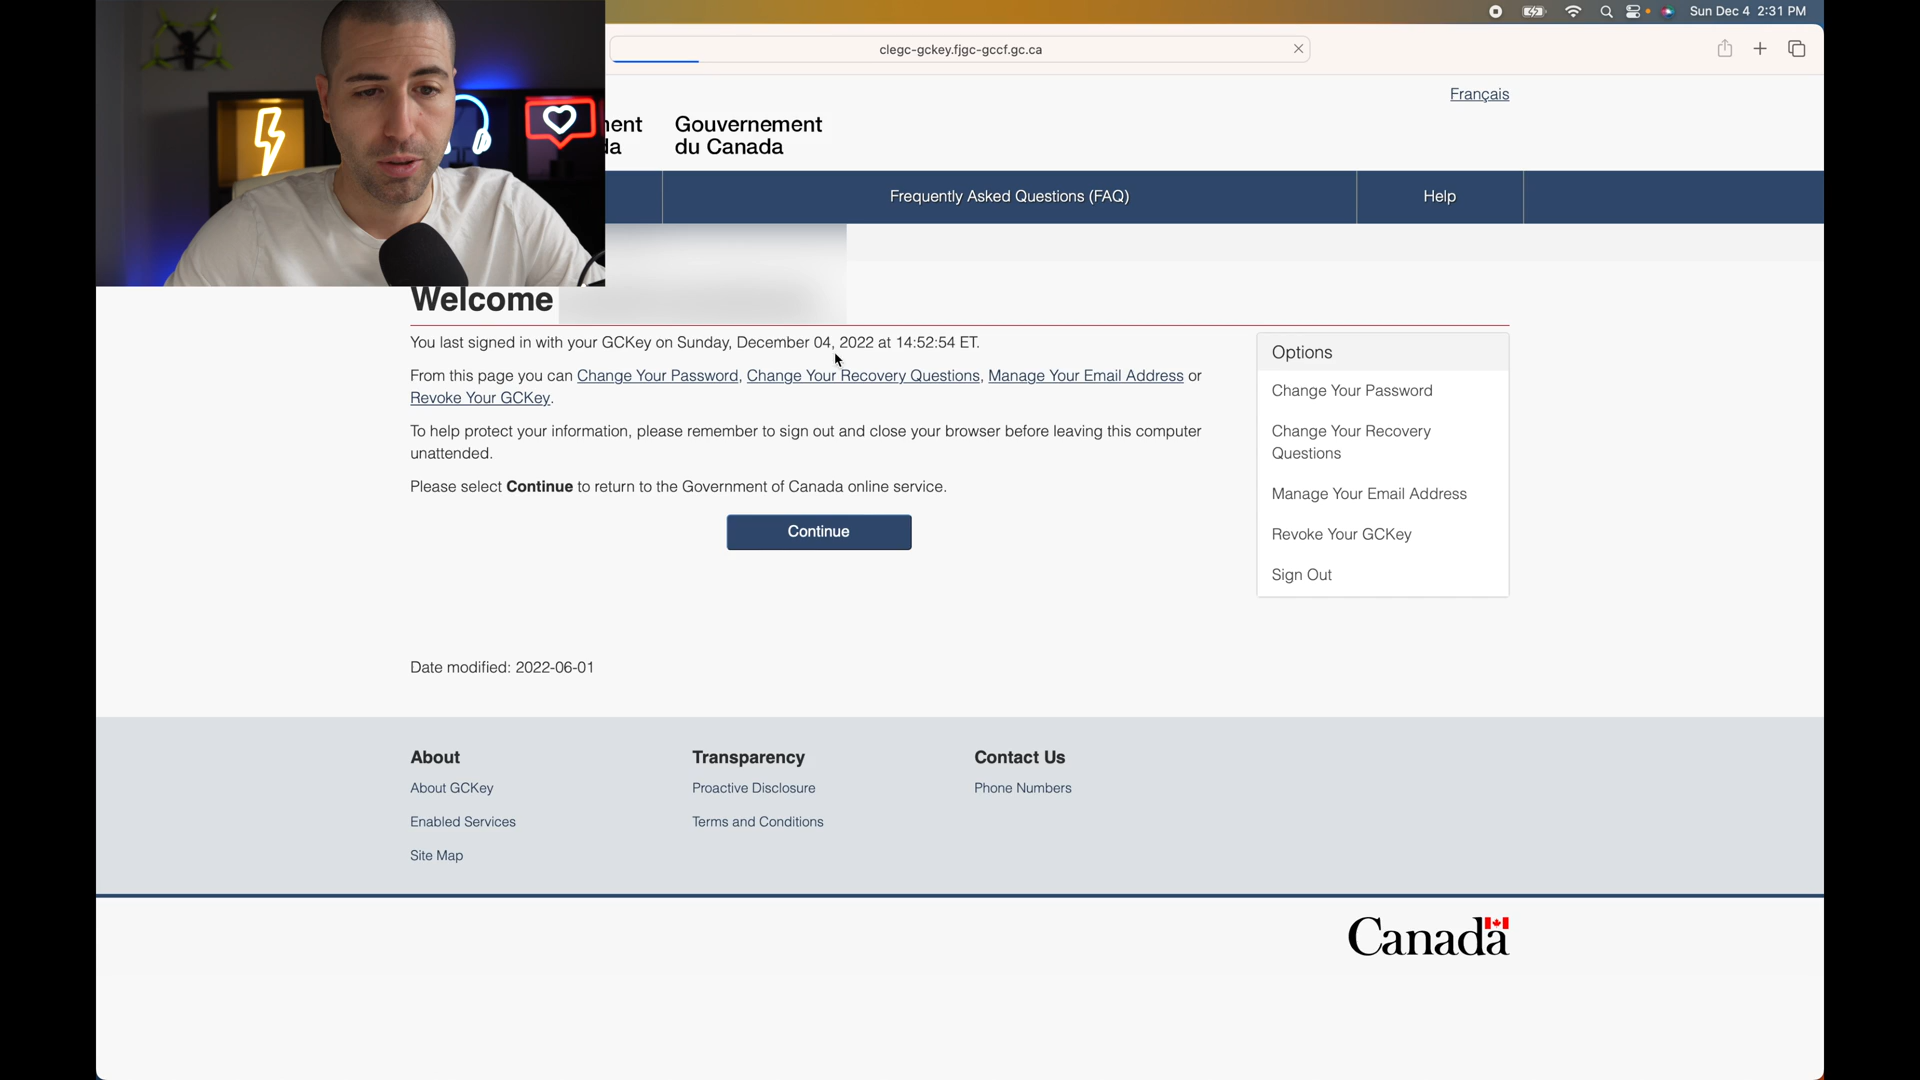 Sun Dec 4 2:31 PM
clegc-gckey.fjgc-gccf.gc.ca
Français
Gouvernement
du Canada
Frequently Asked Questions (FAQ)
Help
Welcome
You last signed in with your GCKey on Sunday, December 04, 2022 at 14:52:54 ET.
From this page you can Change Your Password, Change Your Recovery Questions, Manage Your Email Address or
Revoke Your GCKey.
To help protect your information, please remember to sign out and close your browser before leaving this computer
unattended.
Please select Continue to return to the Government of Canada online service.
Continue
Options
Change Your Password
Change Your Recovery
Questions
Manage Your Email Address
Revoke Your GCKey
Sign Out
Date modified: 2022-06-01
About
About GCKey
Enabled Services
Site Map
Transparency
Proactive Disclosure
Terms and Conditions
Contact Us
Phone Numbers
Canada